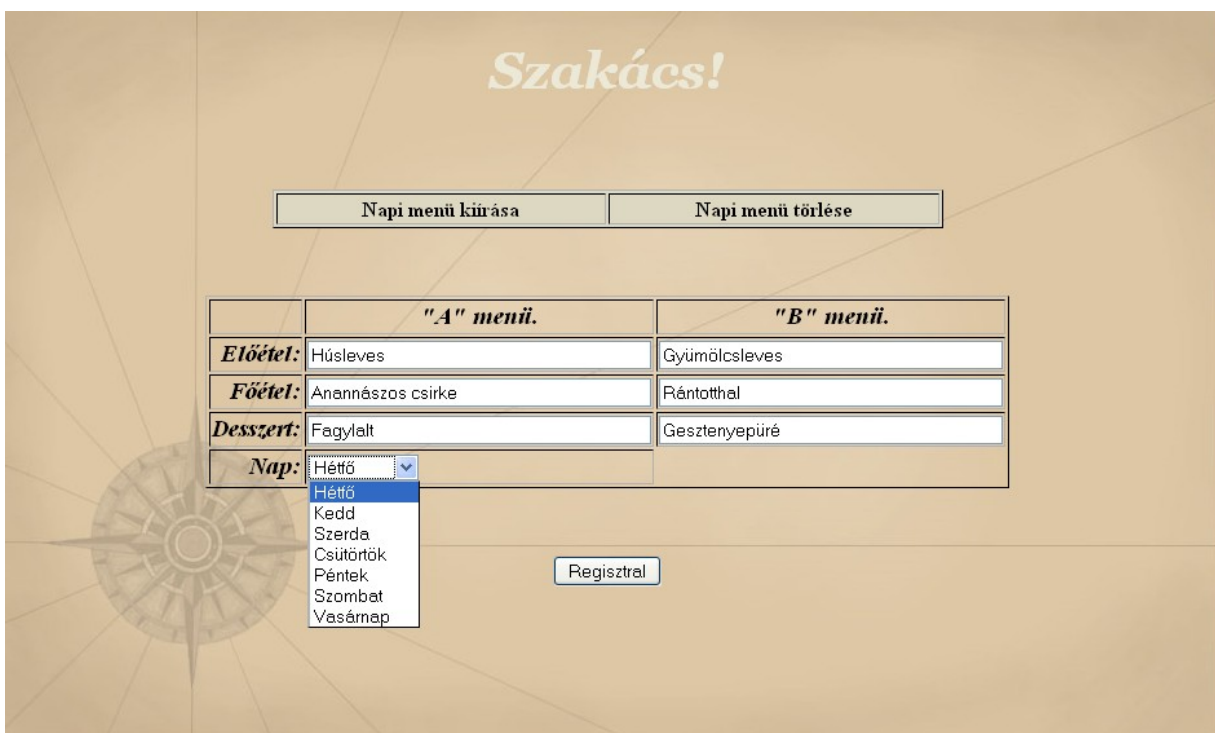 Szakács!
Napi menü kiírása Napi menü törlése
"A" menü. "B" menü.
Előétel: Húsleves Gyümölcsleves
Főétel: Anannászos csirke Rántotthal
Desszert: Fagylalt Gesztenyepüré
Nap: Hétfő
Hétfő
Kedd
Szerda
Csütörtök
Péntek
Szombat
Vasárnap
Regisztral